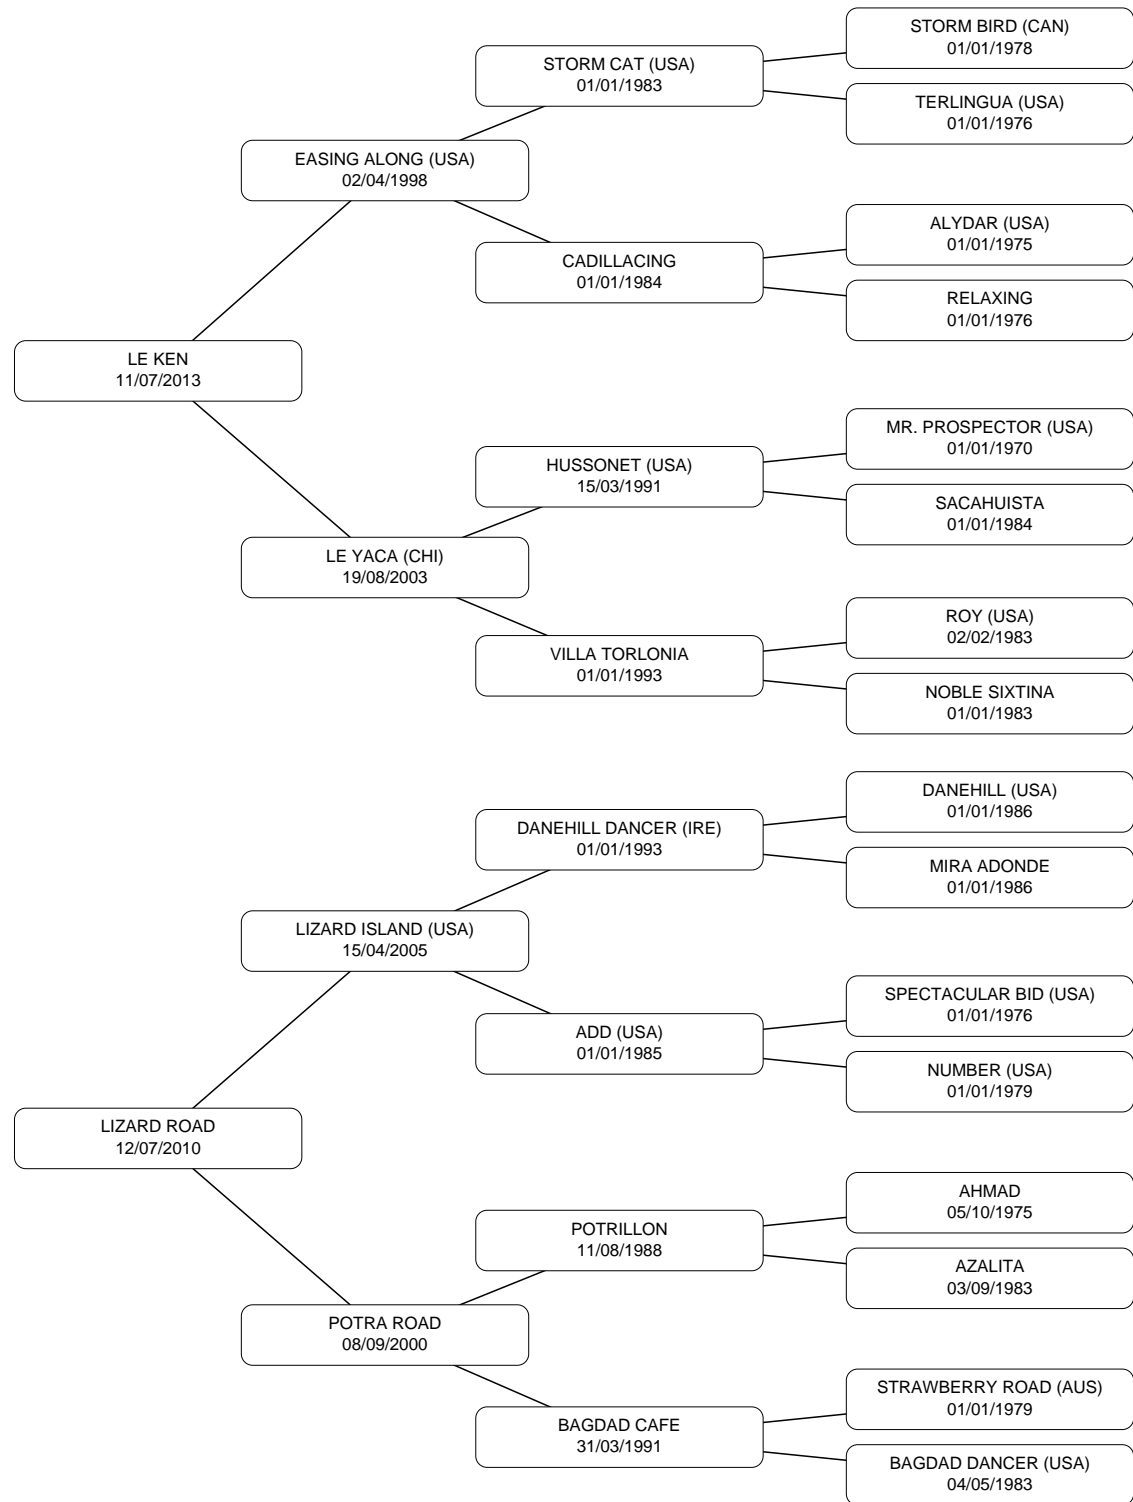 STORM BIRD (CAN)
01/01/1978
STORM CAT (USA)
01/01/1983
TERLINGUA (USA)
01/01/1976
EASING ALONG (USA)
02/04/1998
ALYDAR (USA)
01/01/1975
CADILLACING
01/01/1984
RELAXING
01/01/1976
LE KEN
11/07/2013
MR. PROSPECTOR (USA)
01/01/1970
HUSSONET (USA)
15/03/1991
SACAHUISTA
01/01/1984
LE YACA (CHI)
19/08/2003
ROY (USA)
02/02/1983
VILLA TORLONIA
01/01/1993
NOBLE SIXTINA
01/01/1983
DANEHILL (USA)
01/01/1986
DANEHILL DANCER (IRE)
01/01/1993
MIRA ADONDE
01/01/1986
LIZARD ISLAND (USA)
15/04/2005
SPECTACULAR BID (USA)
01/01/1976
ADD (USA)
01/01/1985
NUMBER (USA)
01/01/1979
LIZARD ROAD
12/07/2010
AHMAD
05/10/1975
POTRILLON
11/08/1988
AZALITA
03/09/1983
POTRA ROAD
08/09/2000
STRAWBERRY ROAD (AUS)
01/01/1979
BAGDAD CAFE
31/03/1991
BAGDAD DANCER (USA)
04/05/1983